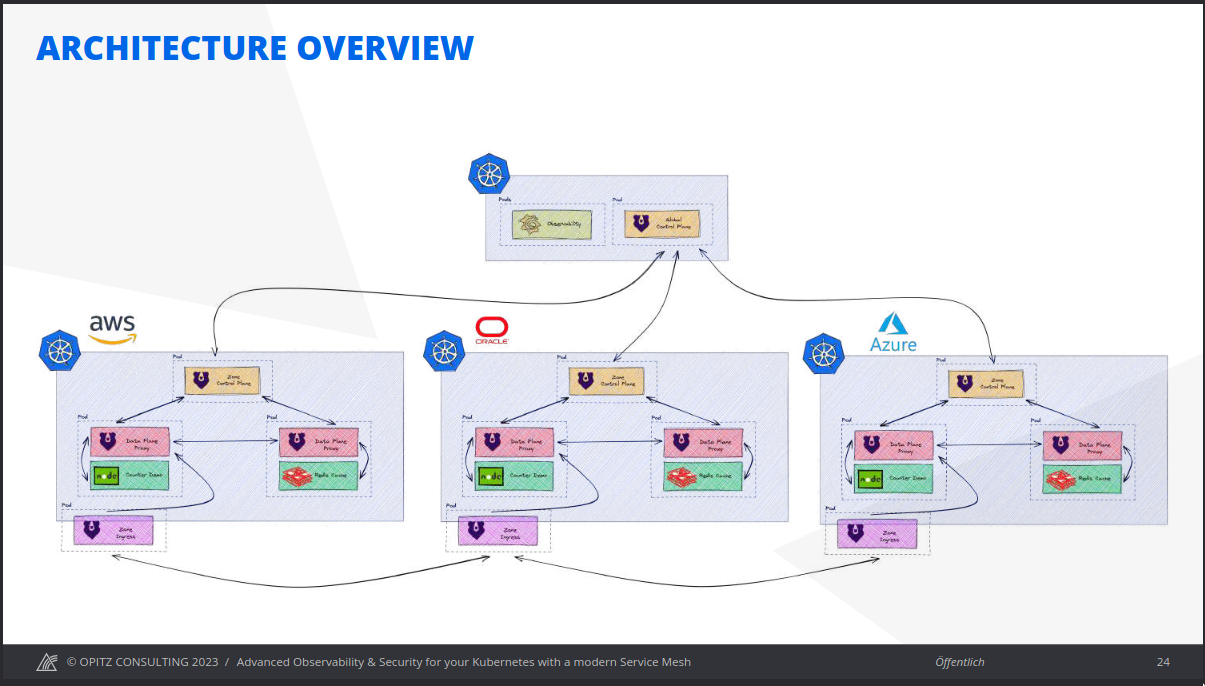 ARCHITECTURE OVERVIEW
Pods
Pod
Observability
Global
Control Plane
aws
ORACLE
Azure
Pod
Zone
Control Plane
Pod
Pod
Data Plane
Proxy
Data Plane
Proxy
node
Counter Demo
Redis Cache
Pod
Zone
Ingress
Pod
Zone
Control Plane
Pod
Pod
Data Plane
Proxy
Data Plane
Proxy
node
Counter Demo
Redis Cache
Pod
Zone
Ingress
Pod
Zone
Control Plane
Pod
Pod
Data Plane
Proxy
Data Plane
Proxy
node
Counter Demo
Redis Cache
Pod
Zone
Ingress
© OPITZ CONSULTING 2023 / Advanced Observability & Security for your Kubernetes with a modern Service Mesh
Öffentlich
24